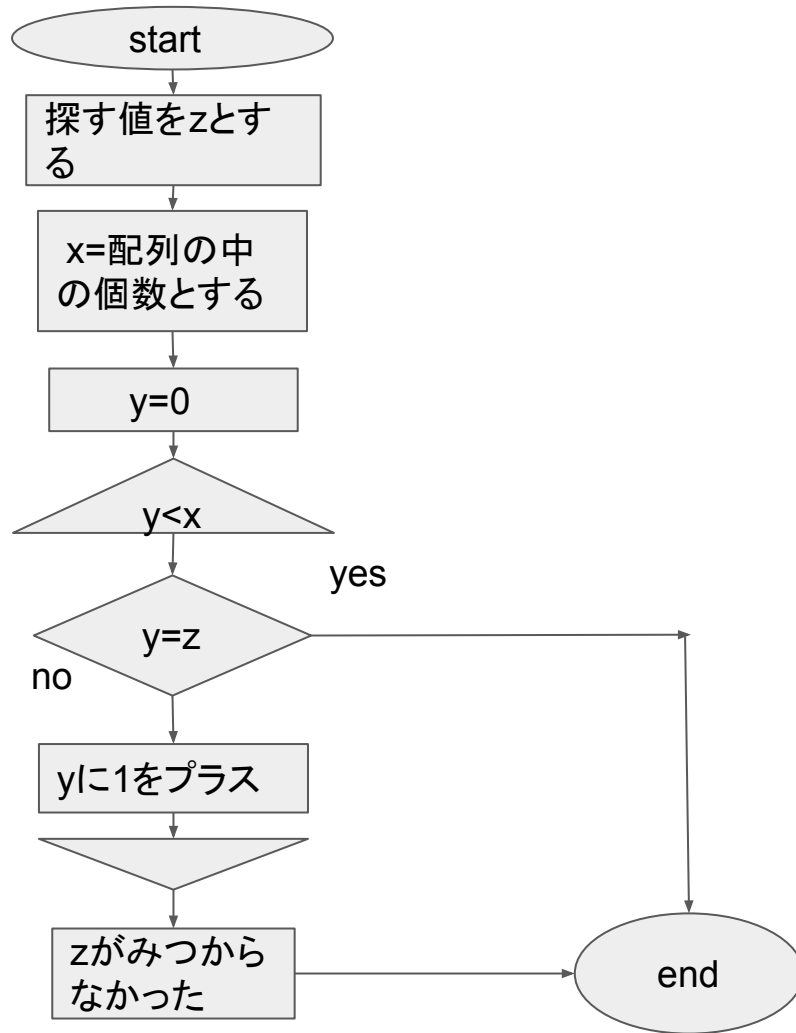 start
探す値をzとす
る
x=配列の中
の個数とする
y=0
y<x
yes
y=z
no
yに1をプラス
zがみつから
なかった
end